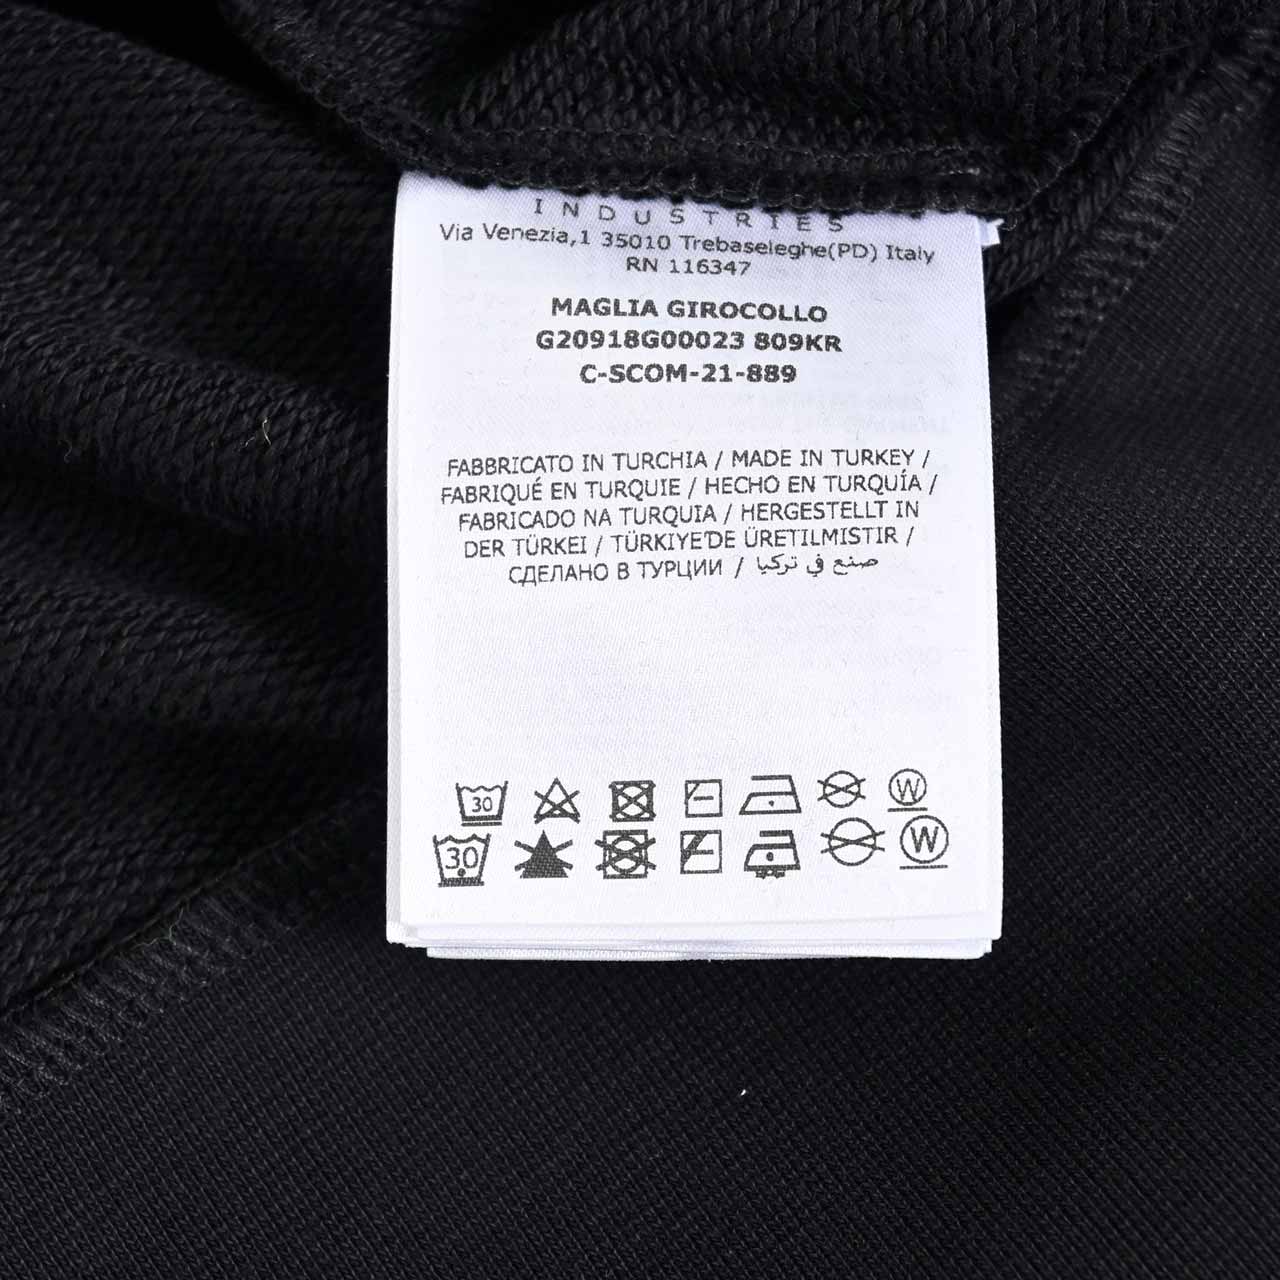 INDUSTRIES
Via Venezia,1 35010 Trebaseleghe(PD) Italy
RN 116347
MAGLIA GIROCOLLO
G20918G00023 809KR
C-SCOM-21-889
FABBRICATO IN TURCHIA / MADE IN TURKEY /
FABRIQUÉ EN TURQUIE / HECHO EN TURQUÍA /
FABRICADO NA TURQUIA / HERGESTELLT IN
DER TÜRKEI / TÜRKIYE'DE ÜRETILMISTIR /
СДЕЛАНО В ТУРЦИИ / صنع في تركيا
30 W
30 W